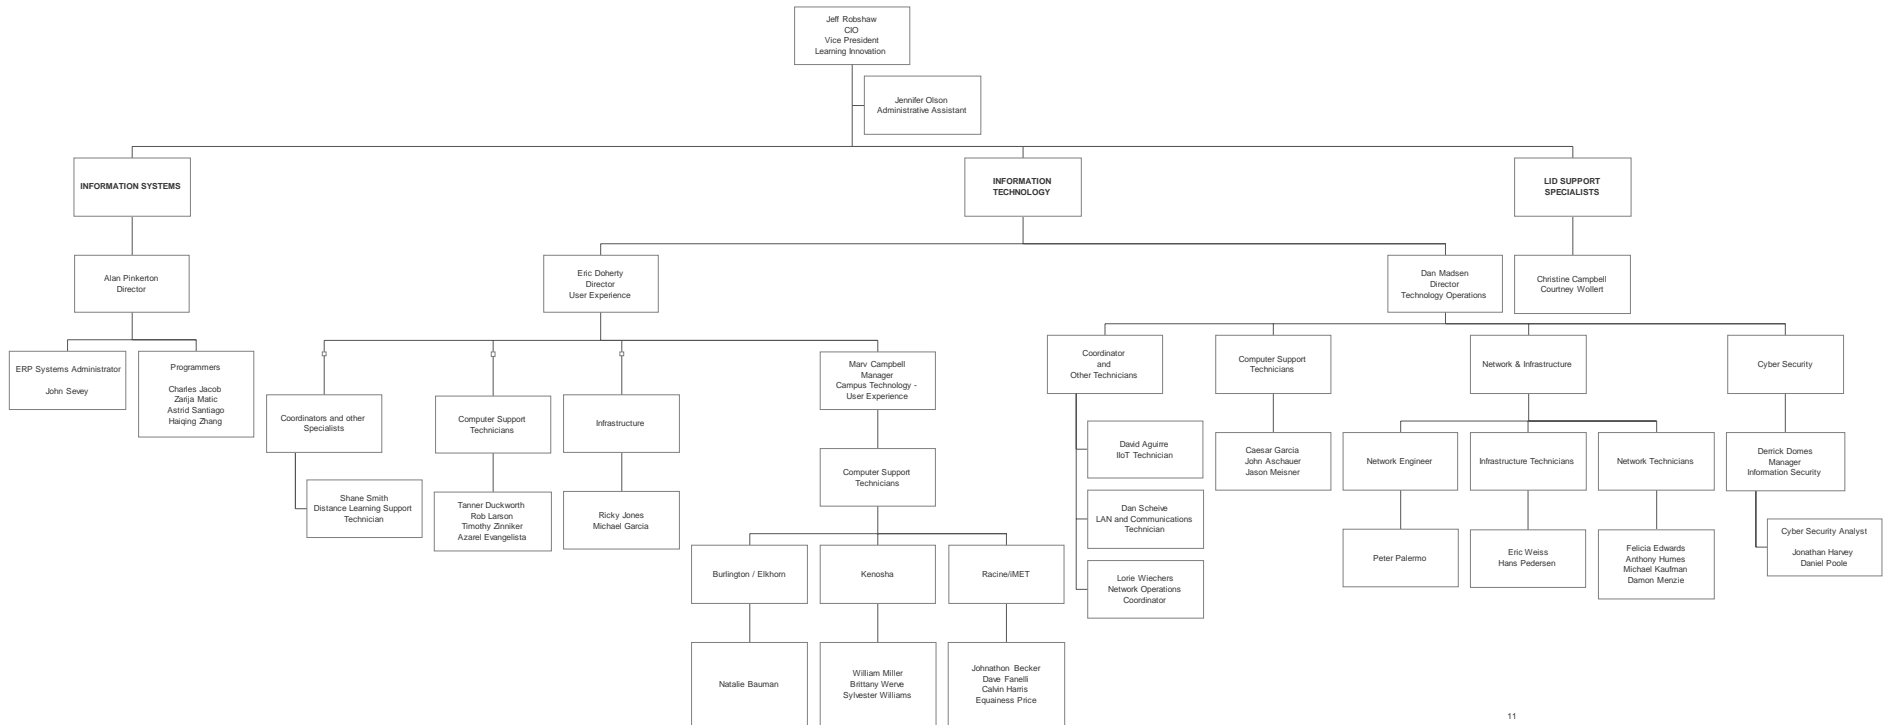 Jeff Robshaw
CIO
Vice President
Learning Innovation
Jennifer Olson
Administrative Assistant
INFORMATION SYSTEMS
INFORMATION
TECHNOLOGY
LID SUPPORT
SPECIALISTS
Alan Pinkerton
Director
Eric Doherty
Director
User Experience
Dan Madsen
Director
Technology Operations
Christine Campbell
Courtney Wollert
ERP Systems Administrator
John Sevey
Programmers
Charles Jacob
Zarija Matic
Astrid Santiago
Haiqing Zhang
Coordinators and other
Specialists
Shane Smith
Distance Learning Support
Technician
Computer Support
Technicians
Tanner Duckworth
Rob Larson
Timothy Zinniker
Azarel Evangelista
Infrastructure
Ricky Jones
Michael Garcia
Marv Campbell
Manager
Campus Technology -
User Experience
Computer Support
Technicians
Burlington / Elkhorn
Natalie Bauman
Kenosha
William Miller
Brittany Werve
Sylvester Williams
Racine/iMET
Johnathon Becker
Dave Fanelli
Calvin Harris
Equainess Price
Coordinator
and
Other Technicians
David Aguirre
IIoT Technician
Dan Scheive
LAN and Communications
Technician
Lorie Wiechers
Network Operations
Coordinator
Computer Support
Technicians
Caesar Garcia
John Aschauer
Jason Meisner
Network & Infrastructure
Network Engineer
Peter Palermo
Infrastructure Technicians
Eric Weiss
Hans Pedersen
Network Technicians
Felicia Edwards
Anthony Humes
Michael Kaufman
Damon Menzie
Cyber Security
Derrick Domes
Manager
Information Security
Cyber Security Analyst
Jonathan Harvey
Daniel Poole
11